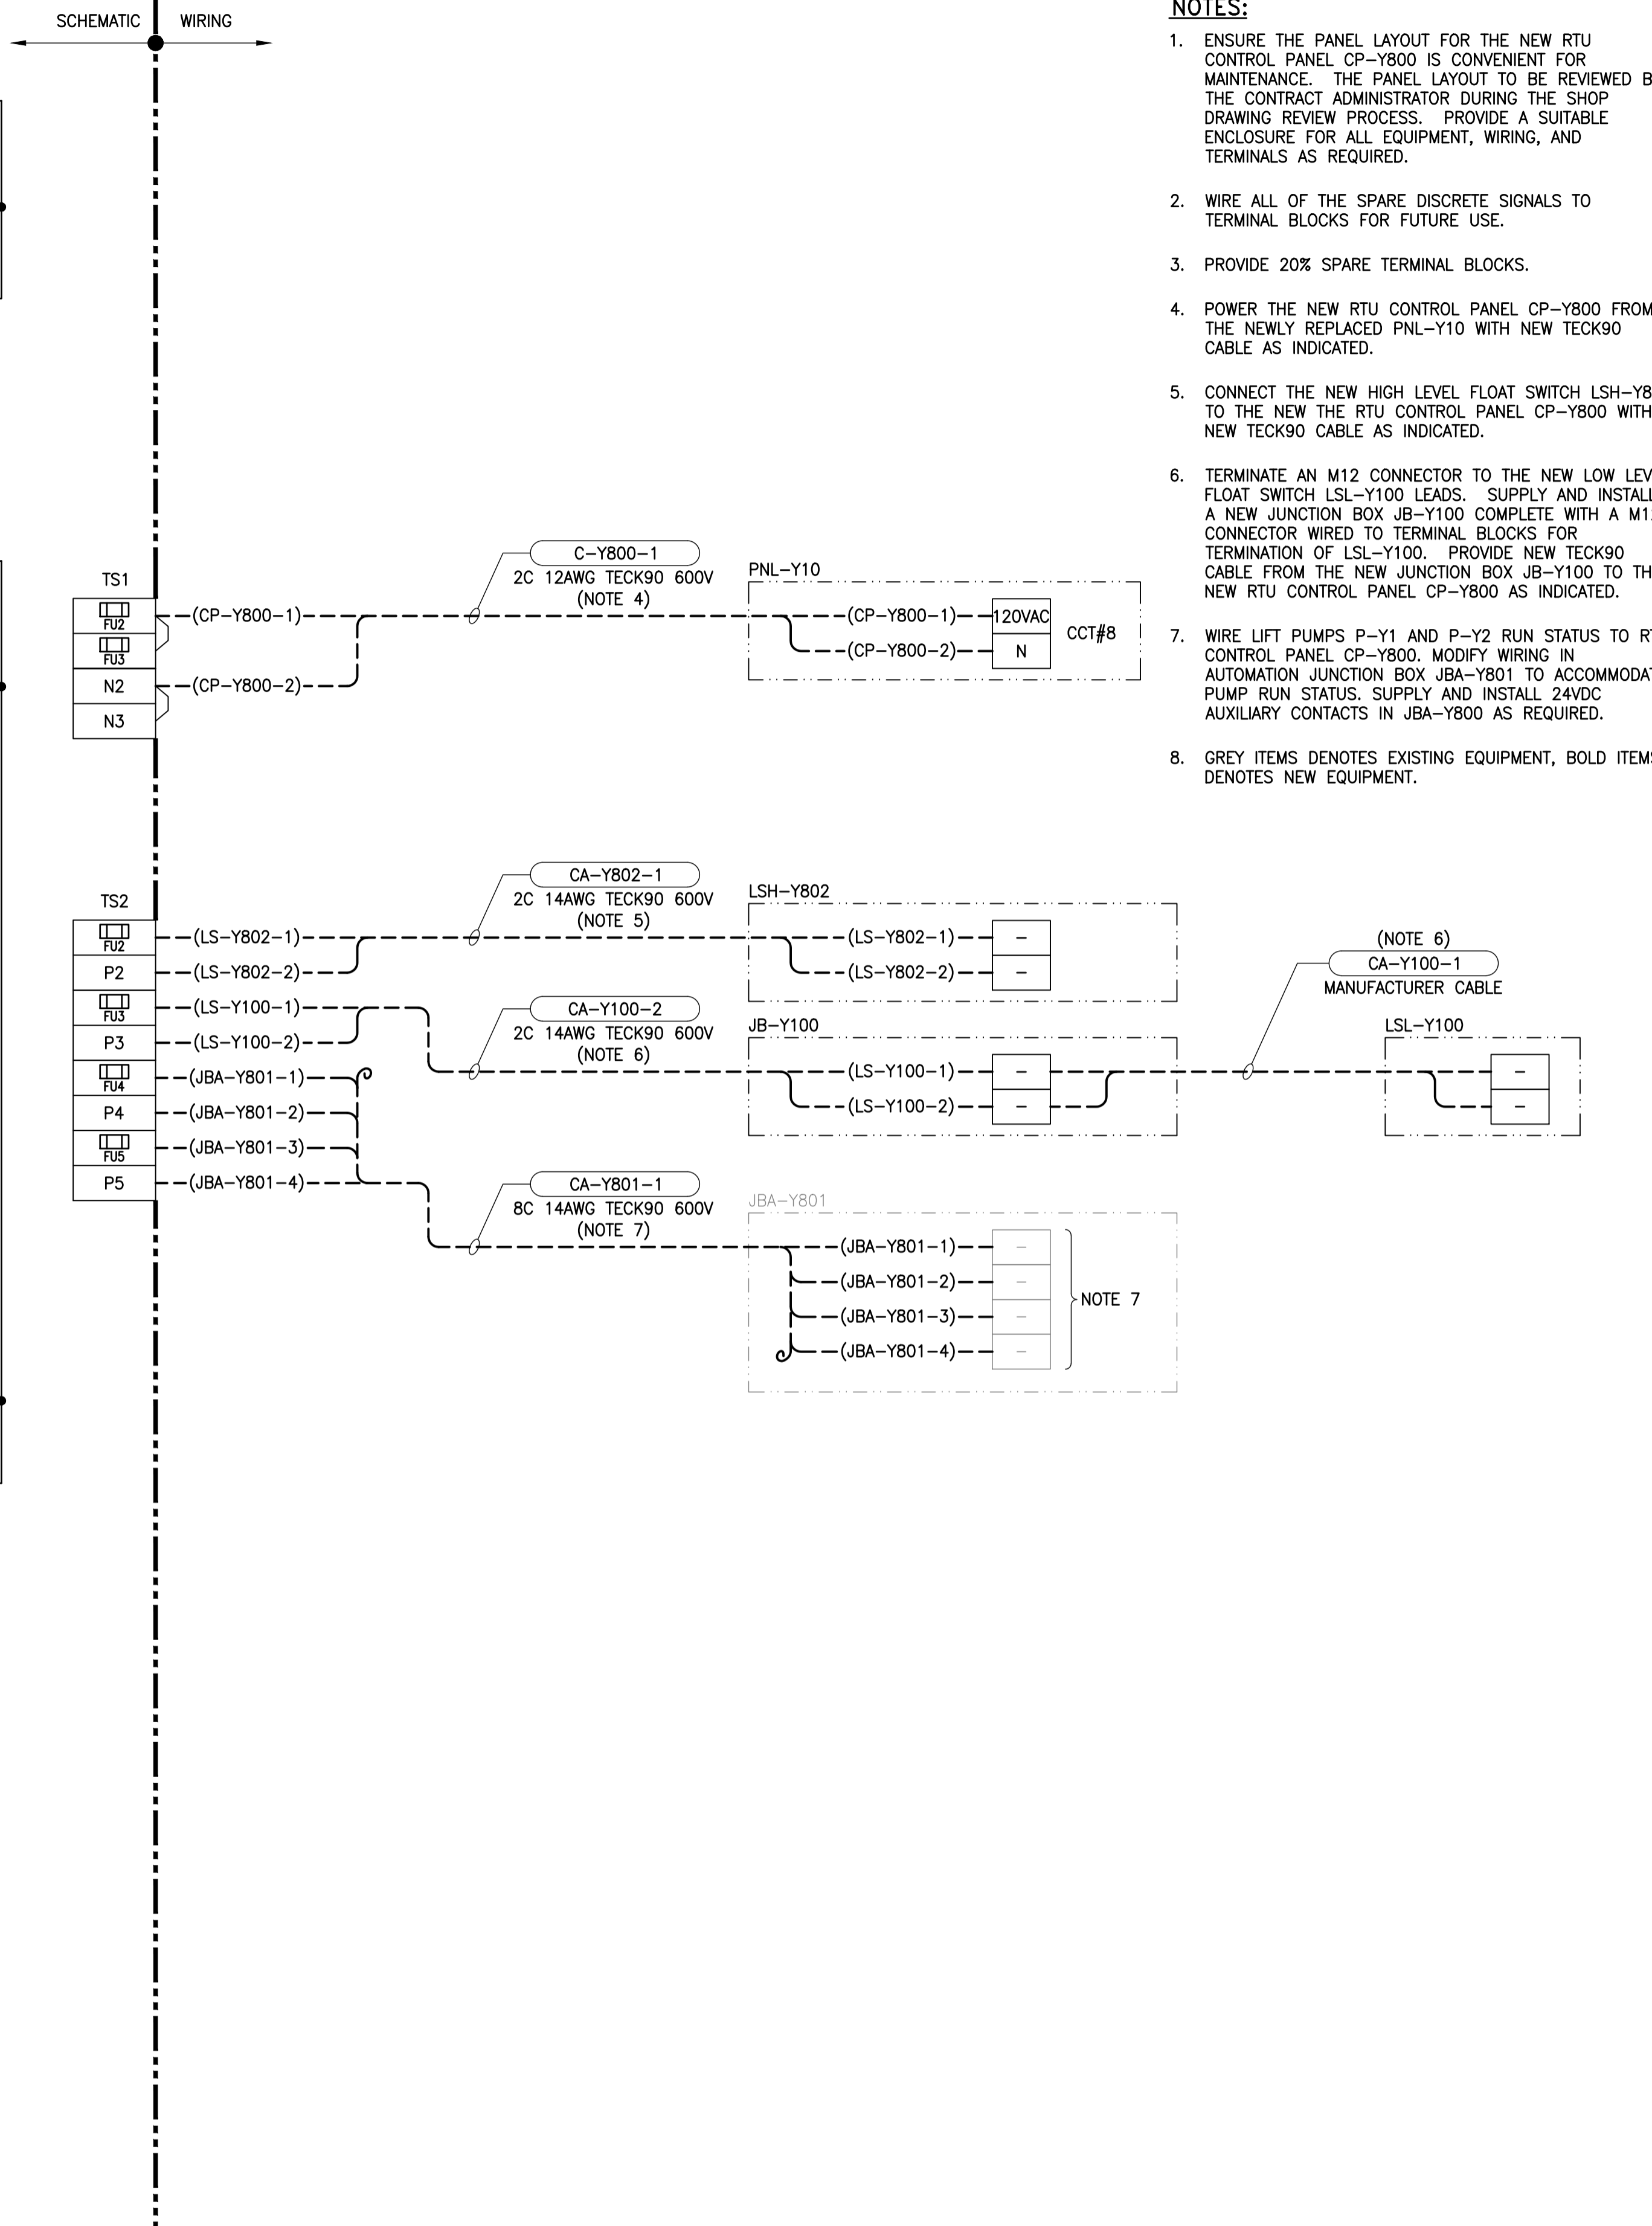 SCHEMATIC WIRING
NOTES:
1. ENSURE THE PANEL LAYOUT FOR THE NEW RTU
CONTROL PANEL CP-Y800 IS CONVENIENT FOR
MAINTENANCE. THE PANEL LAYOUT TO BE REVIEWED
THE CONTRACT ADMINISTRATOR DURING THE SHOP
DRAWING REVIEW PROCESS. PROVIDE A SUITABLE
ENCLOSURE FOR ALL EQUIPMENT, WIRING, AND
TERMINALS AS REQUIRED.
2. WIRE ALL OF THE SPARE DISCRETE SIGNALS TO
TERMINAL BLOCKS FOR FUTURE USE.
3. PROVIDE 20% SPARE TERMINAL BLOCKS.
4. POWER THE NEW RTU CONTROL PANEL CP-Y800 FROM
THE NEWLY REPLACED PNL-Y10 WITH NEW TECK90
CABLE AS INDICATED.
5. CONNECT THE NEW HIGH LEVEL FLOAT SWITCH LSH-Y8
TO THE NEW THE RTU CONTROL PANEL CP-Y800 WITH
NEW TECK90 CABLE AS INDICATED.
6. TERMINATE AN M12 CONNECTOR TO THE NEW LOW LEV
FLOAT SWITCH LSL-Y100 LEADS. SUPPLY AND INSTALL
A NEW JUNCTION BOX JB-Y100 COMPLETE WITH A M1
CONNECTOR WIRED TO TERMINAL BLOCKS FOR
TERMINATION OF LSL-Y100. PROVIDE NEW TECK90
CABLE FROM THE NEW JUNCTION BOX JB-Y100 TO TH
NEW RTU CONTROL PANEL CP-Y800 AS INDICATED.
7. WIRE LIFT PUMPS P-Y1 AND P-Y2 RUN STATUS TO
CONTROL PANEL CP-Y800. MODIFY WIRING IN
AUTOMATION JUNCTION BOX JBA-Y801 TO ACCOMMODAT
PUMP RUN STATUS. SUPPLY AND INSTALL 24VDC
AUXILIARY CONTACTS IN JBA-Y800 AS REQUIRED.
8. GREY ITEMS DENOTES EXISTING EQUIPMENT, BOLD ITEMS
DENOTES NEW EQUIPMENT.
TS1
FU2
FU3
N2
N3
(CP-Y800-1)
(CP-Y800-2)
C-Y800-1
2C 12AWG TECK90 600V
(NOTE 4)
PNL-Y10
(CP-Y800-1) 120VAC
(CP-Y800-2) N
CCT#8
TS2
FU2 (LS-Y802-1)
P2 (LS-Y802-2)
FU3 (LS-Y100-1)
P3 (LS-Y100-2)
FU4 (JBA-Y801-1)
P4 (JBA-Y801-2)
FU5 (JBA-Y801-3)
P5 (JBA-Y801-4)
CA-Y802-1
2C 14AWG TECK90 600V
(NOTE 5)
LSH-Y802
(LS-Y802-1) -
(LS-Y802-2) -
CA-Y100-2
2C 14AWG TECK90 600V
(NOTE 6)
JB-Y100
(LS-Y100-1) -
(LS-Y100-2) -
(NOTE 6)
CA-Y100-1
MANUFACTURER CABLE
LSL-Y100
-
-
CA-Y801-1
8C 14AWG TECK90 600V
(NOTE 7)
JBA-Y801
(JBA-Y801-1) -
(JBA-Y801-2) -
(JBA-Y801-3) -
(JBA-Y801-4) -
NOTE 7